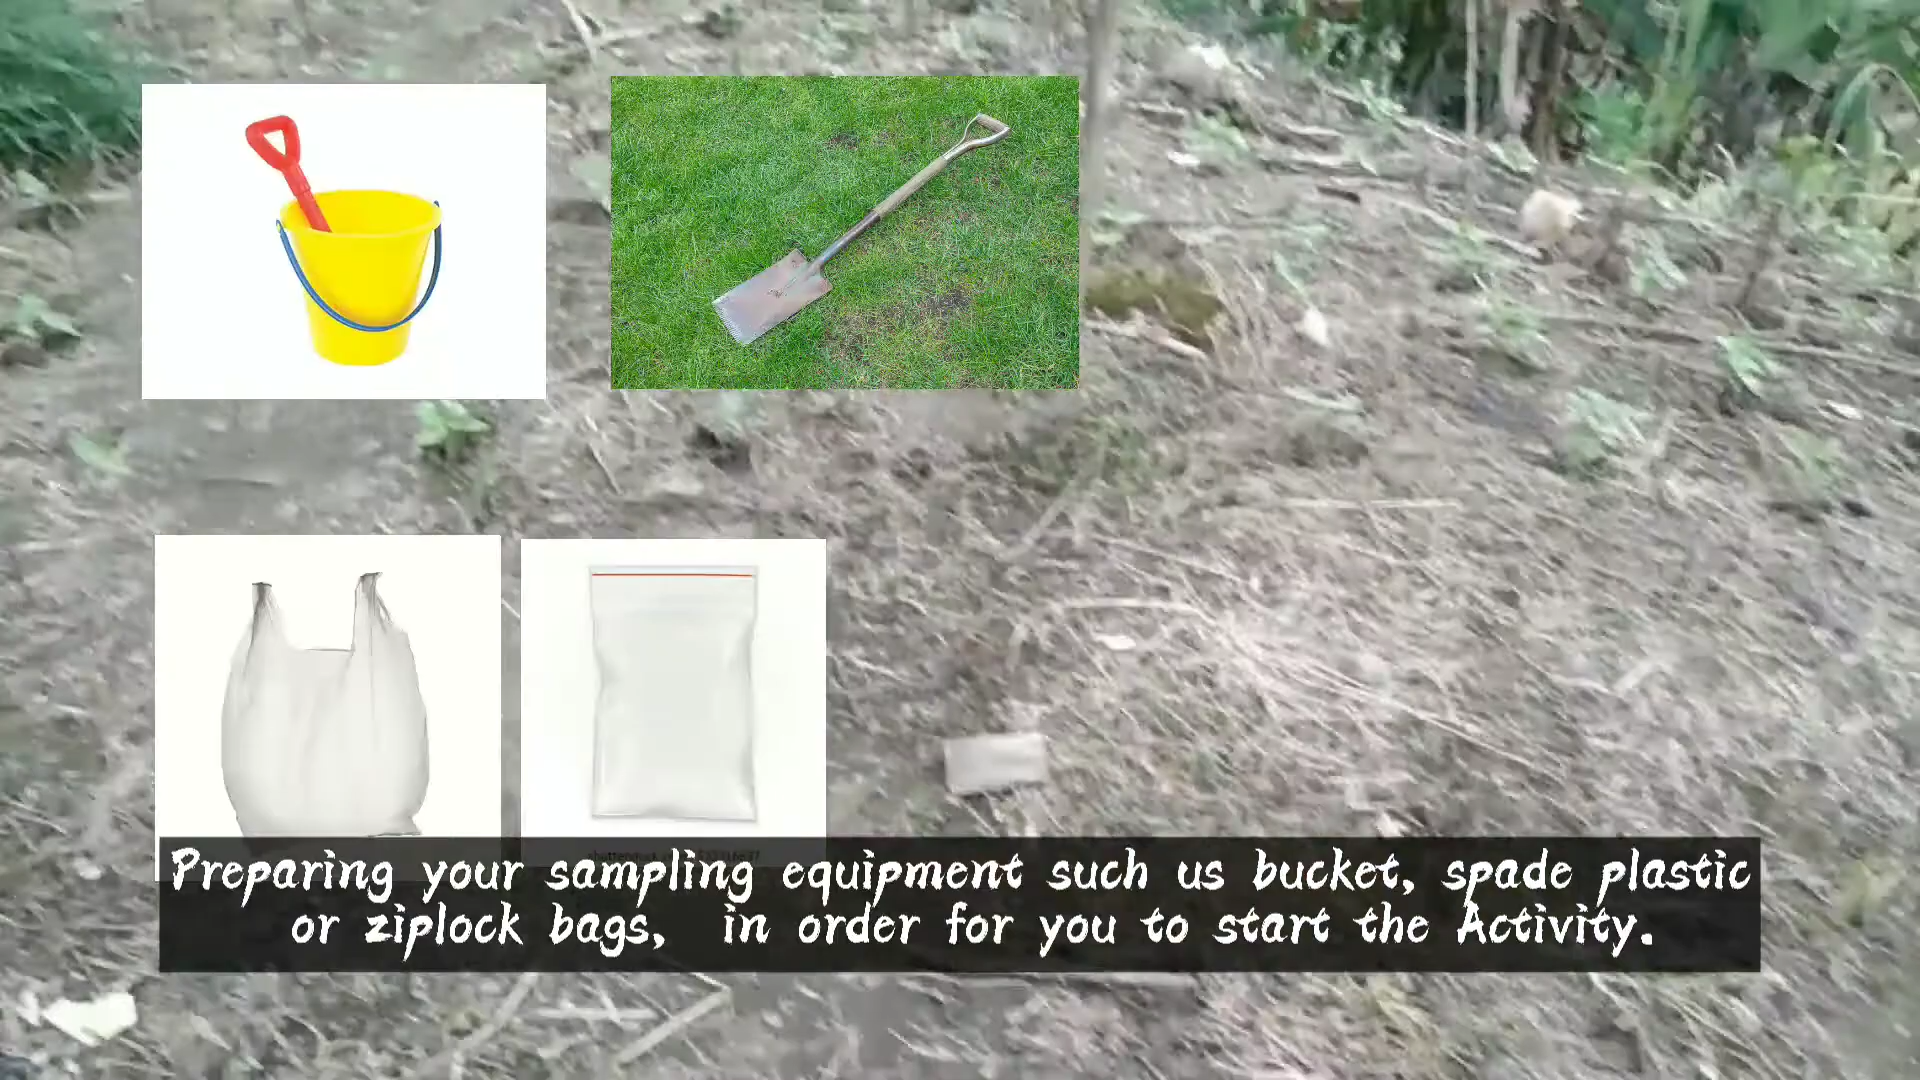 Preparing your sampling equipment such us bucket, spade plastic
or ziplock bags, in order for you to start the Activity.